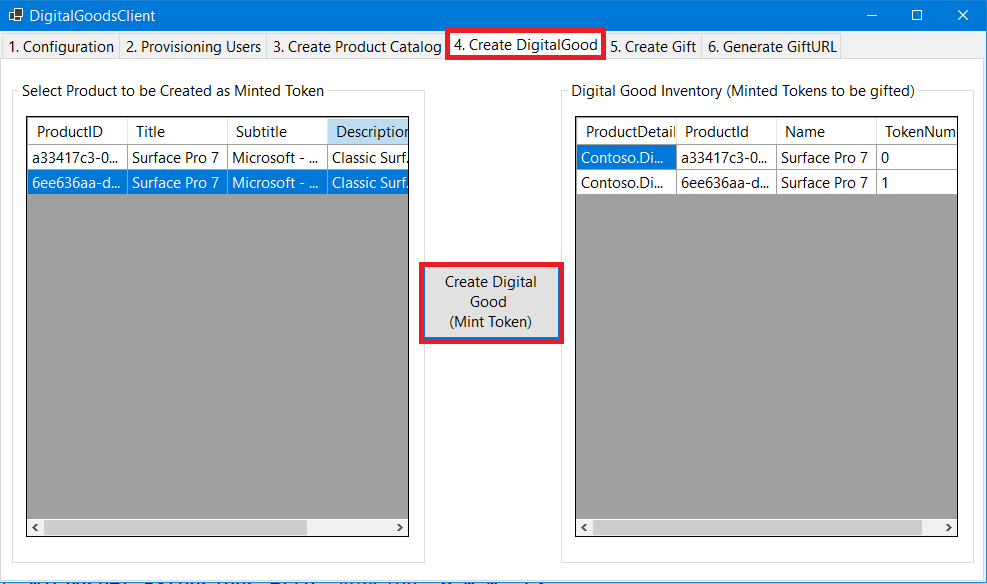 DigitalGoodsClient
1. Configuration 2. Provisioning Users 3. Create Product Catalog 4. Create DigitalGood 5. Create Gift 6. Generate GiftURL
Select Product to be Created as Minted Token
ProductID Title Subtitle Description
a33417c3-0... Surface Pro 7 Microsoft - ... Classic Surf.
6ee636aa-d... Surface Pro 7 Microsoft - ... Classic Surf.
Create Digital
Good
(Mint Token)
Digital Good Inventory (Minted Tokens to be gifted)
ProductDetail ProductId Name TokenNum
Contoso.Di... a33417c3-0... Surface Pro 7 0
Contoso.Di... 6ee636aa-d... Surface Pro 7 1